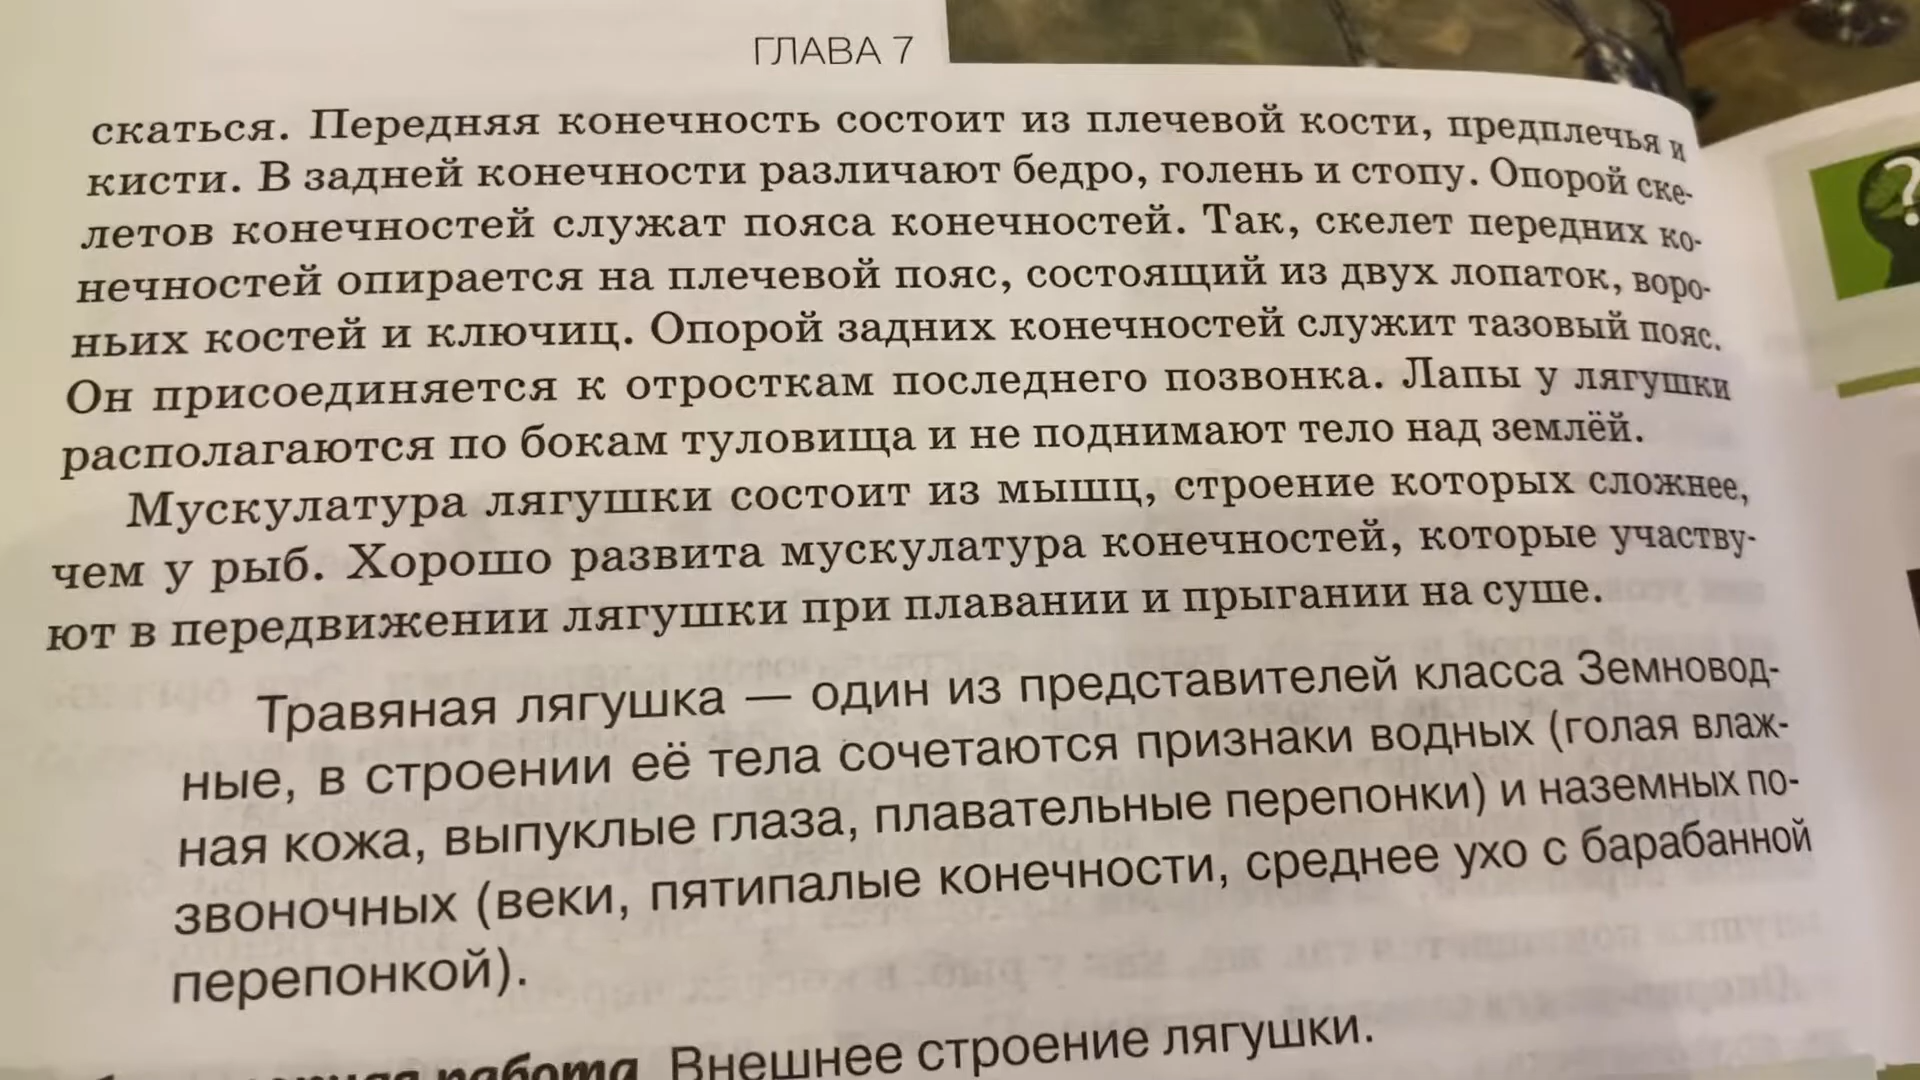 ГЛАВА 7
скаться. Передняя конечность состоит из плечевой кости, предплечья и
кисти. В задней конечности различают бедро, голень и стопу. Опорой ске-
летов конечностей служат пояса конечностей. Так, скелет передних ко-
нечностей опирается на плечевой пояс, состоящий из двух лопаток, воро-
ньих костей и ключиц. Опорой задних конечностей служит тазовый пояс.
Он присоединяется к отросткам последнего позвонка. Лапы у лягушки
располагаются по бокам туловища и не поднимают тело над землёй.
Мускулатура лягушки состоит из мышц, строение которых сложнее,
чем у рыб. Хорошо развита мускулатура конечностей, которые участву-
ют в передвижении лягушки при плавании и прыгании на суше.
Травяная лягушка — один из представителей класса Земновод-
ные, в строении её тела сочетаются признаки водных (голая влаж-
ная кожа, выпуклые глаза, плавательные перепонки) и наземных по-
звоночных (веки, пятипалые конечности, среднее ухо с барабанной
перепонкой).
работа Внешнее строение лягушки.
?